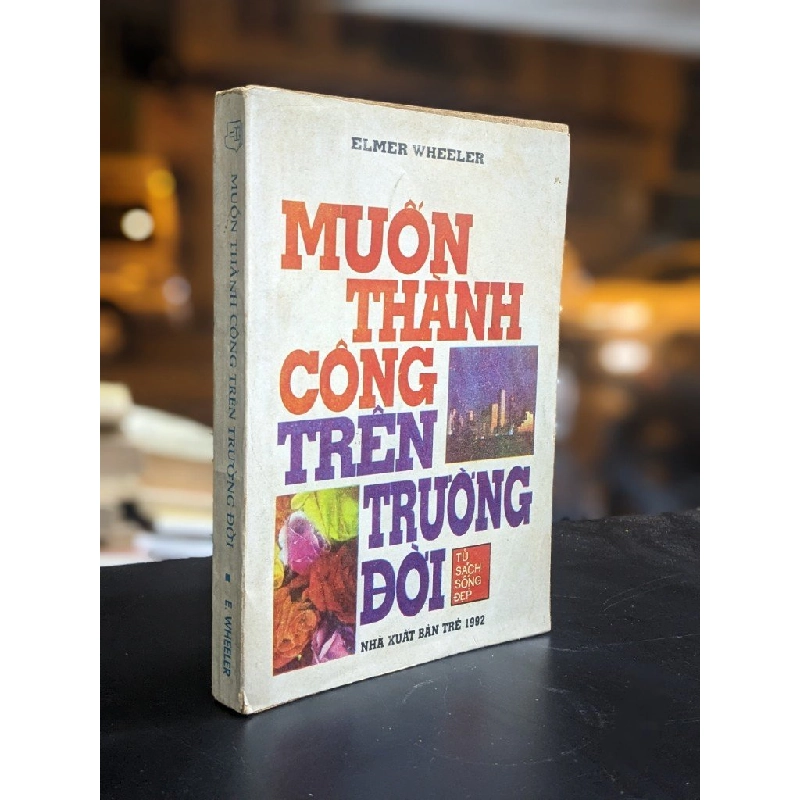 ELMER WHEELER
MUỐN
THÀNH
CÔNG
TRÊN
TRƯỜNG
ĐỜI
TỦ
SÁCH
SỐNG
ĐẸP
NHÀ XUẤT BẢN TRẺ 1992
MUỐN THÀNH CÔNG TRÊN TRƯỜNG ĐỜI ■ E. WHEELER